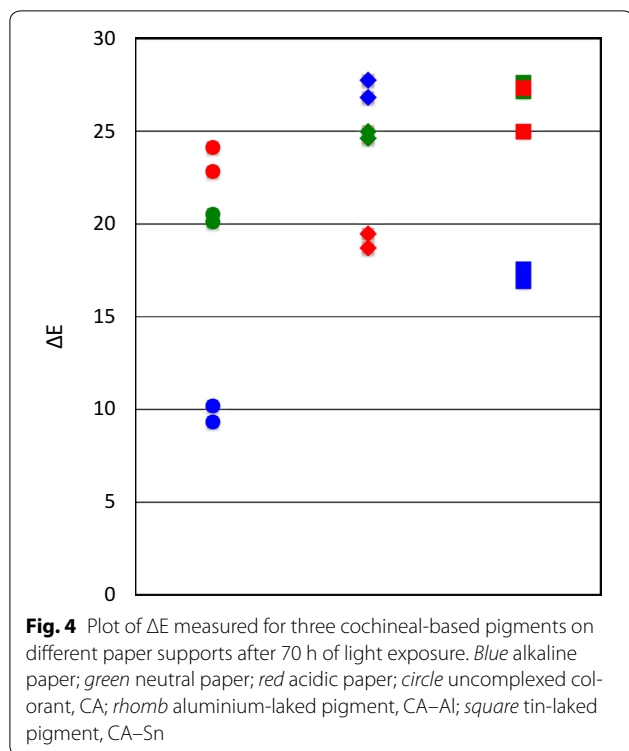 30
25
20
15
ΔE
10
5
0
Fig. 4 Plot of ΔE measured for three cochineal-based pigments on
different paper supports after 70 h of light exposure. Blue alkaline
paper; green neutral paper; red acidic paper; circle uncomplexed col-
orant, CA; rhomb aluminium-laked pigment, CA–Al; square tin-laked
pigment, CA–Sn